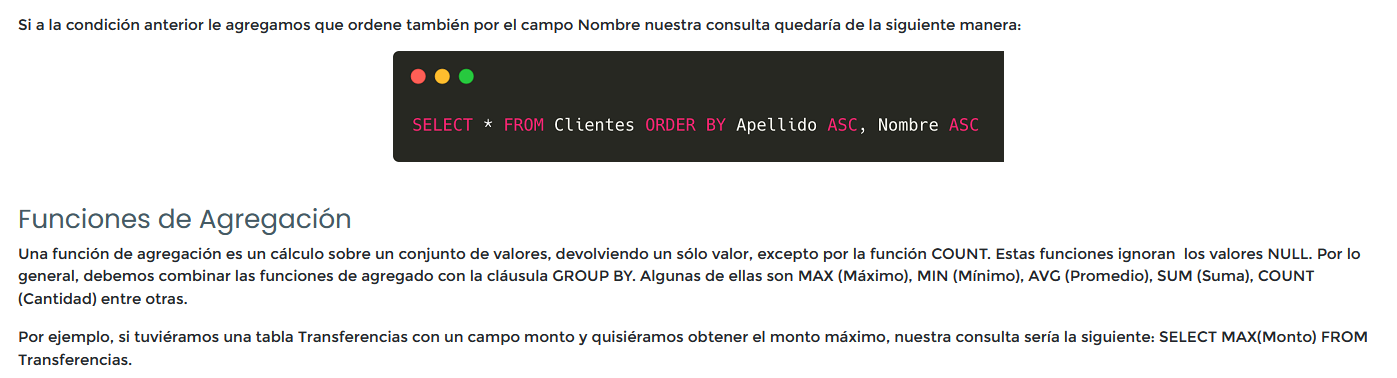 Si a la condición anterior le agregamos que ordene también por el campo Nombre nuestra consulta quedaría de la siguiente manera:
SELECT * FROM Clientes ORDER BY Apellido ASC, Nombre ASC
Funciones de Agregación
Una función de agregación es un cálculo sobre un conjunto de valores, devolviendo un sólo valor, excepto por la función COUNT. Estas funciones ignoran  los valores NULL. Por lo
general, debemos combinar las funciones de agregado con la cláusula GROUP BY. Algunas de ellas son MAX (Máximo), MIN (Mínimo), AVG (Promedio), SUM (Suma), COUNT
(Cantidad) entre otras.
Por ejemplo, si tuviéramos una tabla Transferencias con un campo monto y quisiéramos obtener el monto máximo, nuestra consulta sería la siguiente: SELECT MAX(Monto) FROM
Transferencias.